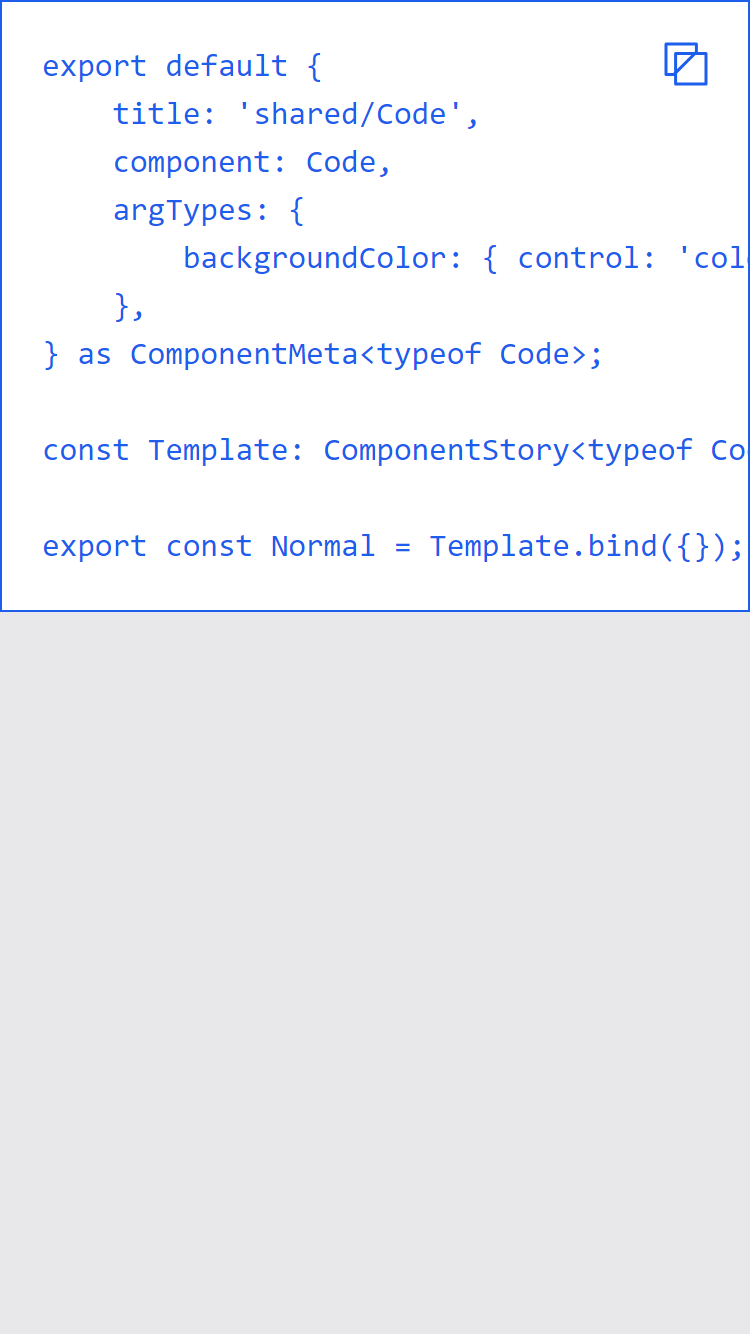 export default {
    title: 'shared/Code',
    component: Code,
    argTypes: {
        backgroundColor: { control: 'col
    },
} as ComponentMeta<typeof Code>;
const Template: ComponentStory<typeof Co
export const Normal = Template.bind({});